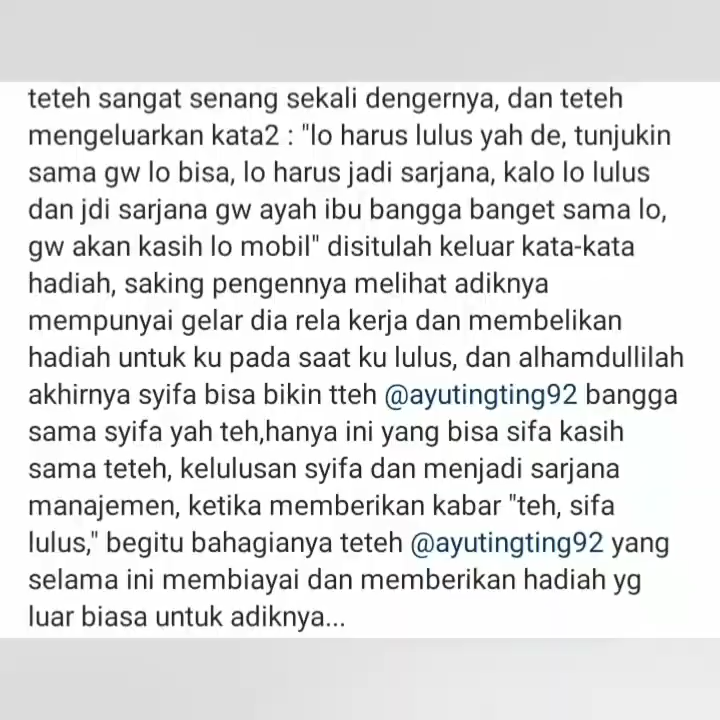 teteh sangat senang sekali dengernya, dan teteh
mengeluarkan kata2 : "lo harus lulus yah de, tunjukin
sama gw lo bisa, lo harus jadi sarjana, kalo lo lulus
dan jdi sarjana gw ayah ibu bangga banget sama lo,
gw akan kasih lo mobil" disitulah keluar kata-kata
hadiah, saking pengennya melihat adiknya
mempunyai gelar dia rela kerja dan membelikan
hadiah untuk ku pada saat ku lulus, dan alhamdullilah
akhirnya syifa bisa bikin tteh @ayutingting92 bangga
sama syifa yah teh,hanya ini yang bisa sifa kasih
sama teteh, kelulusan syifa dan menjadi sarjana
manajemen, ketika memberikan kabar "teh, sifa
lulus," begitu bahagianya teteh @ayutingting92 yang
selama ini membiayai dan memberikan hadiah yg
luar biasa untuk adiknya...